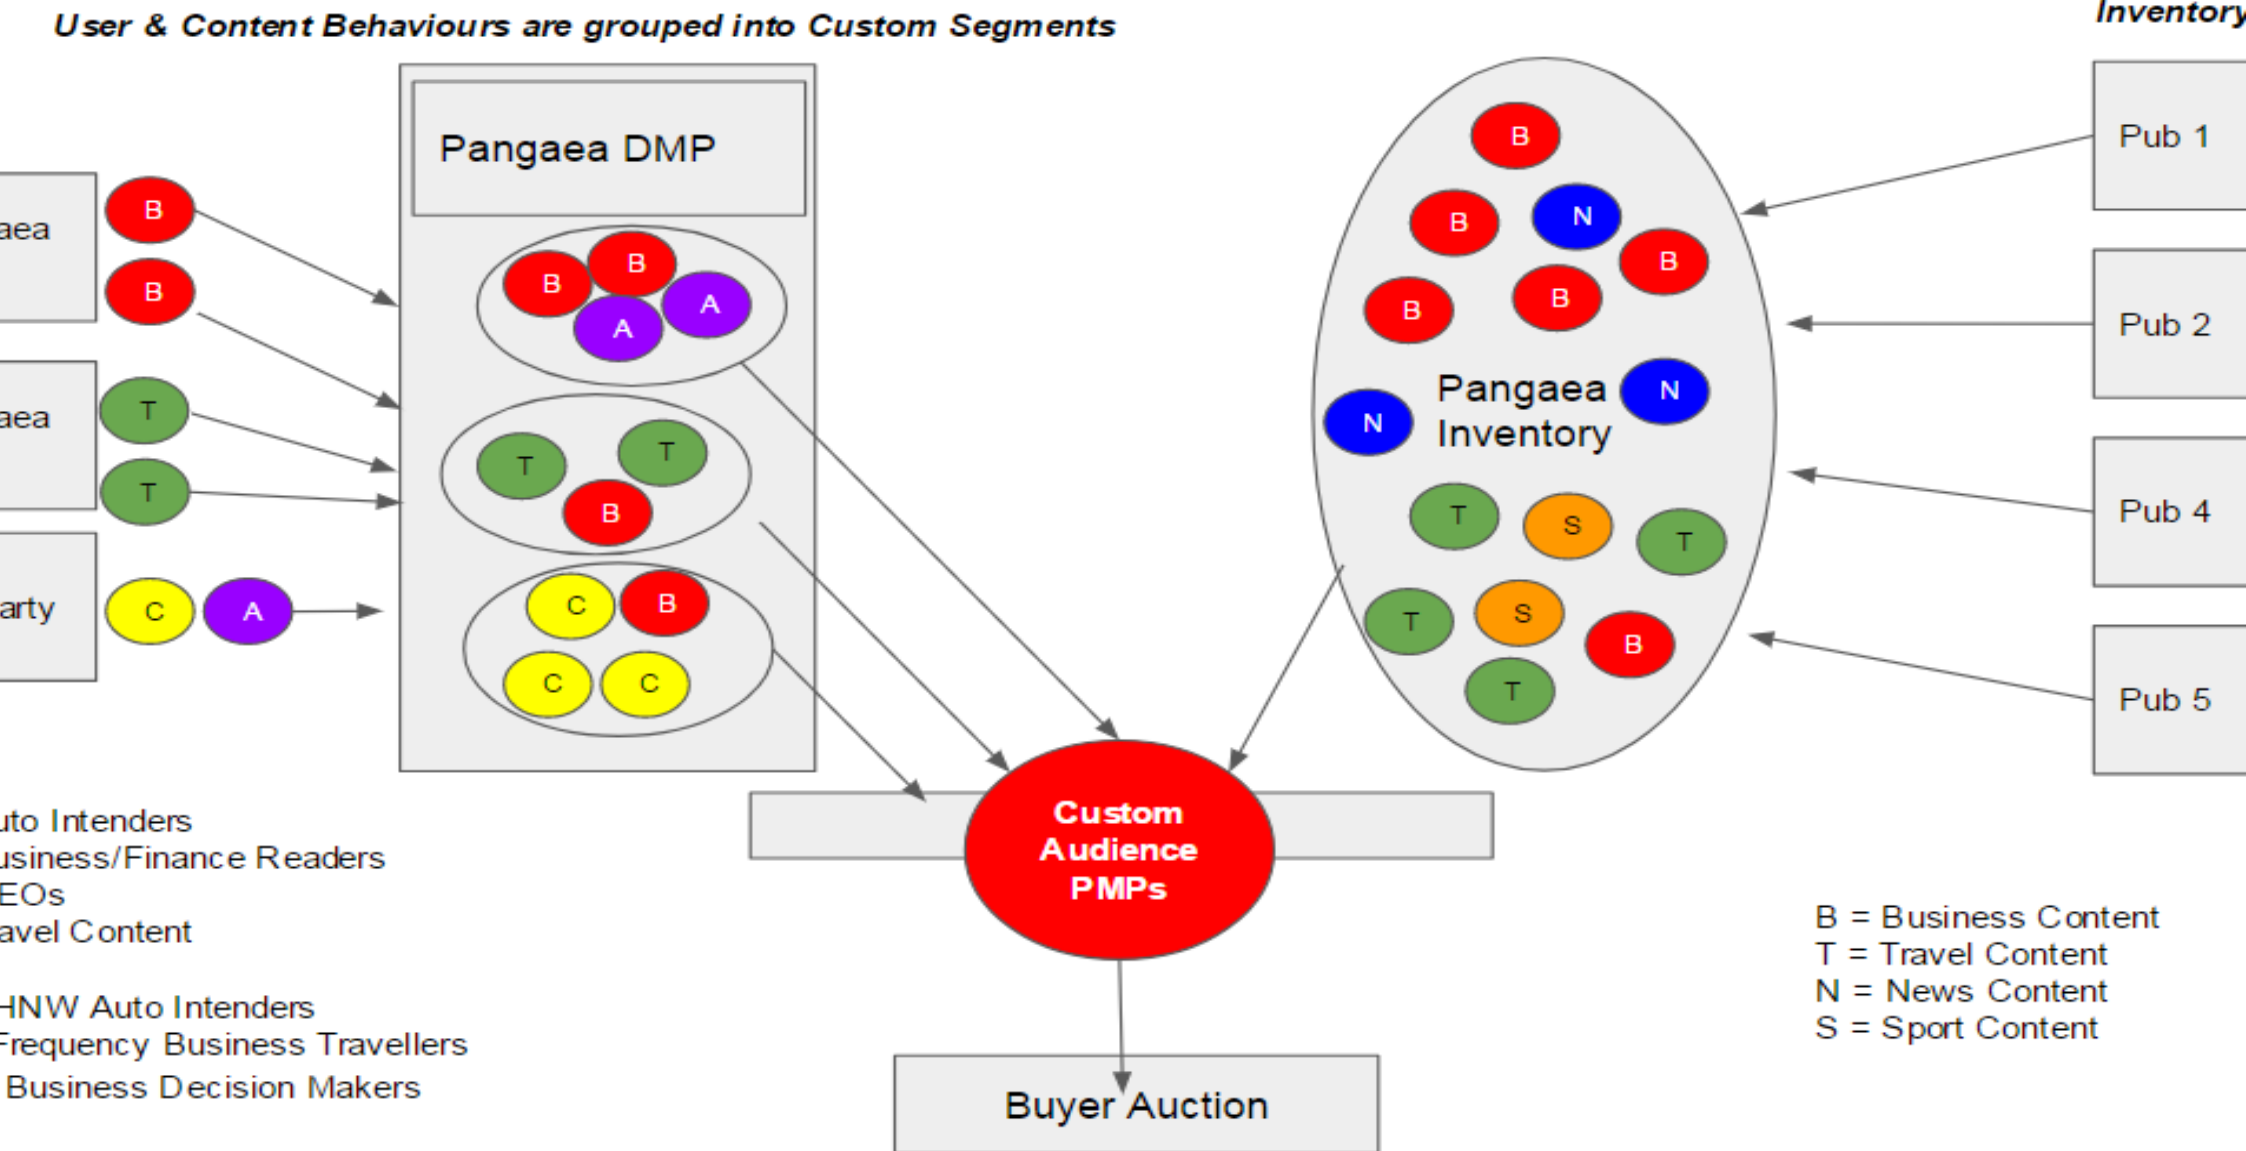 User & Content Behaviours are grouped into Custom Segments
Inventory
Pangaea DMP
aea
B
B
aea
T
T
arty
C
A
B
B
A
A
T
T
B
C
B
C
C
B
B
N
B
B
B
N
Pangaea
Inventory
N
T
S
T
T
S
B
T
Pub 1
Pub 2
Pub 4
Pub 5
Custom
Audience
PMPs
Buyer Auction
uto Intenders
usiness/Finance Readers
EOs
avel Content
HNW Auto Intenders
Frequency Business Travellers
Business Decision Makers
B = Business Content
T = Travel Content
N = News Content
S = Sport Content